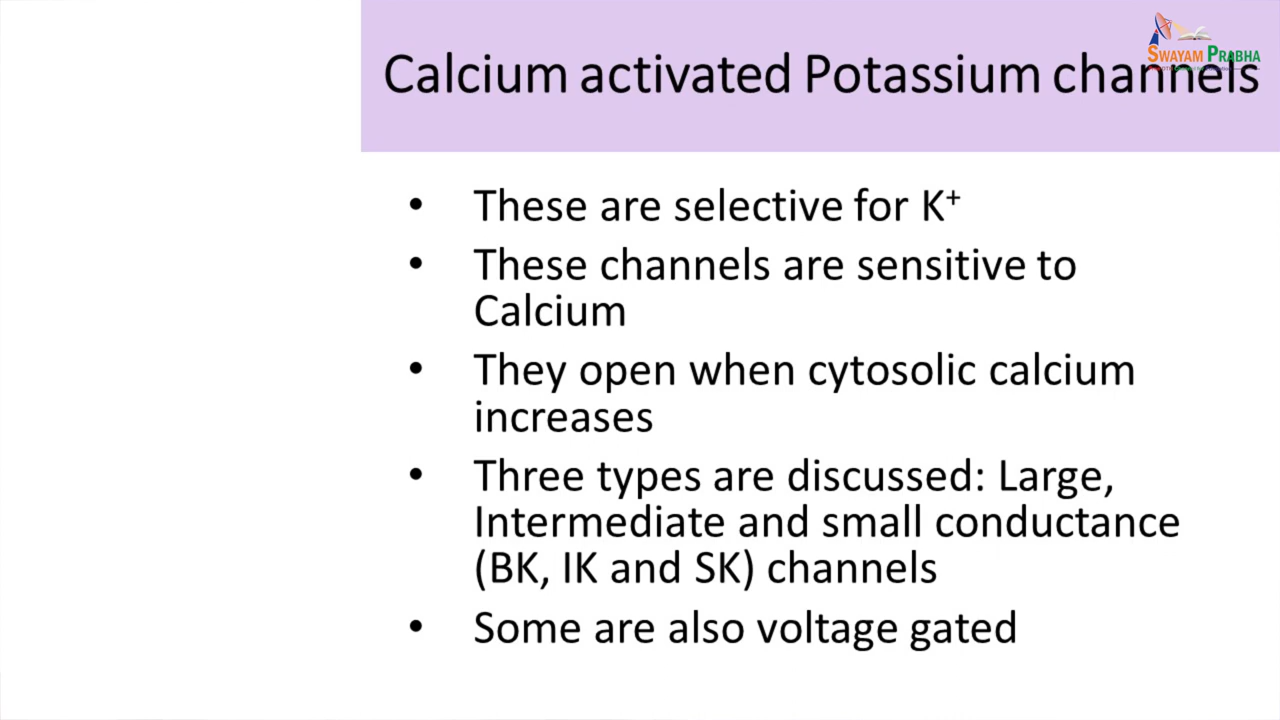 SWAYAM PRABHA
Calcium activated Potassium channels
• These are selective for K⁺
• These channels are sensitive to
Calcium
• They open when cytosolic calcium
increases
• Three types are discussed: Large,
Intermediate and small conductance
(BK, IK and SK) channels
• Some are also voltage gated